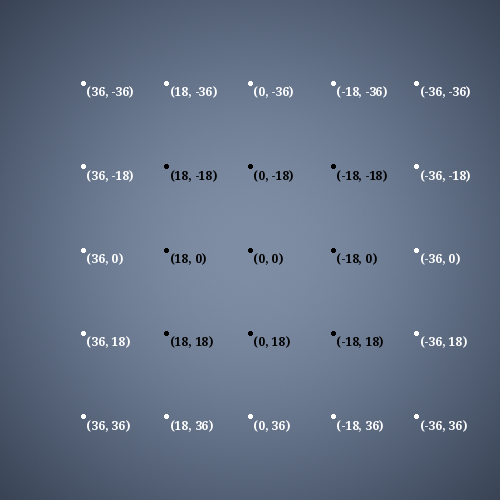 (36, -36) (18, -36) (0, -36) (-18, -36) (-36, -36)
(36, -18) (18, -18) (0, -18) (-18, -18) (-36, -18)
(36, 0) (18, 0) (0, 0) (-18, 0) (-36, 0)
(36, 18) (18, 18) (0, 18) (-18, 18) (-36, 18)
(36, 36) (18, 36) (0, 36) (-18, 36) (-36, 36)